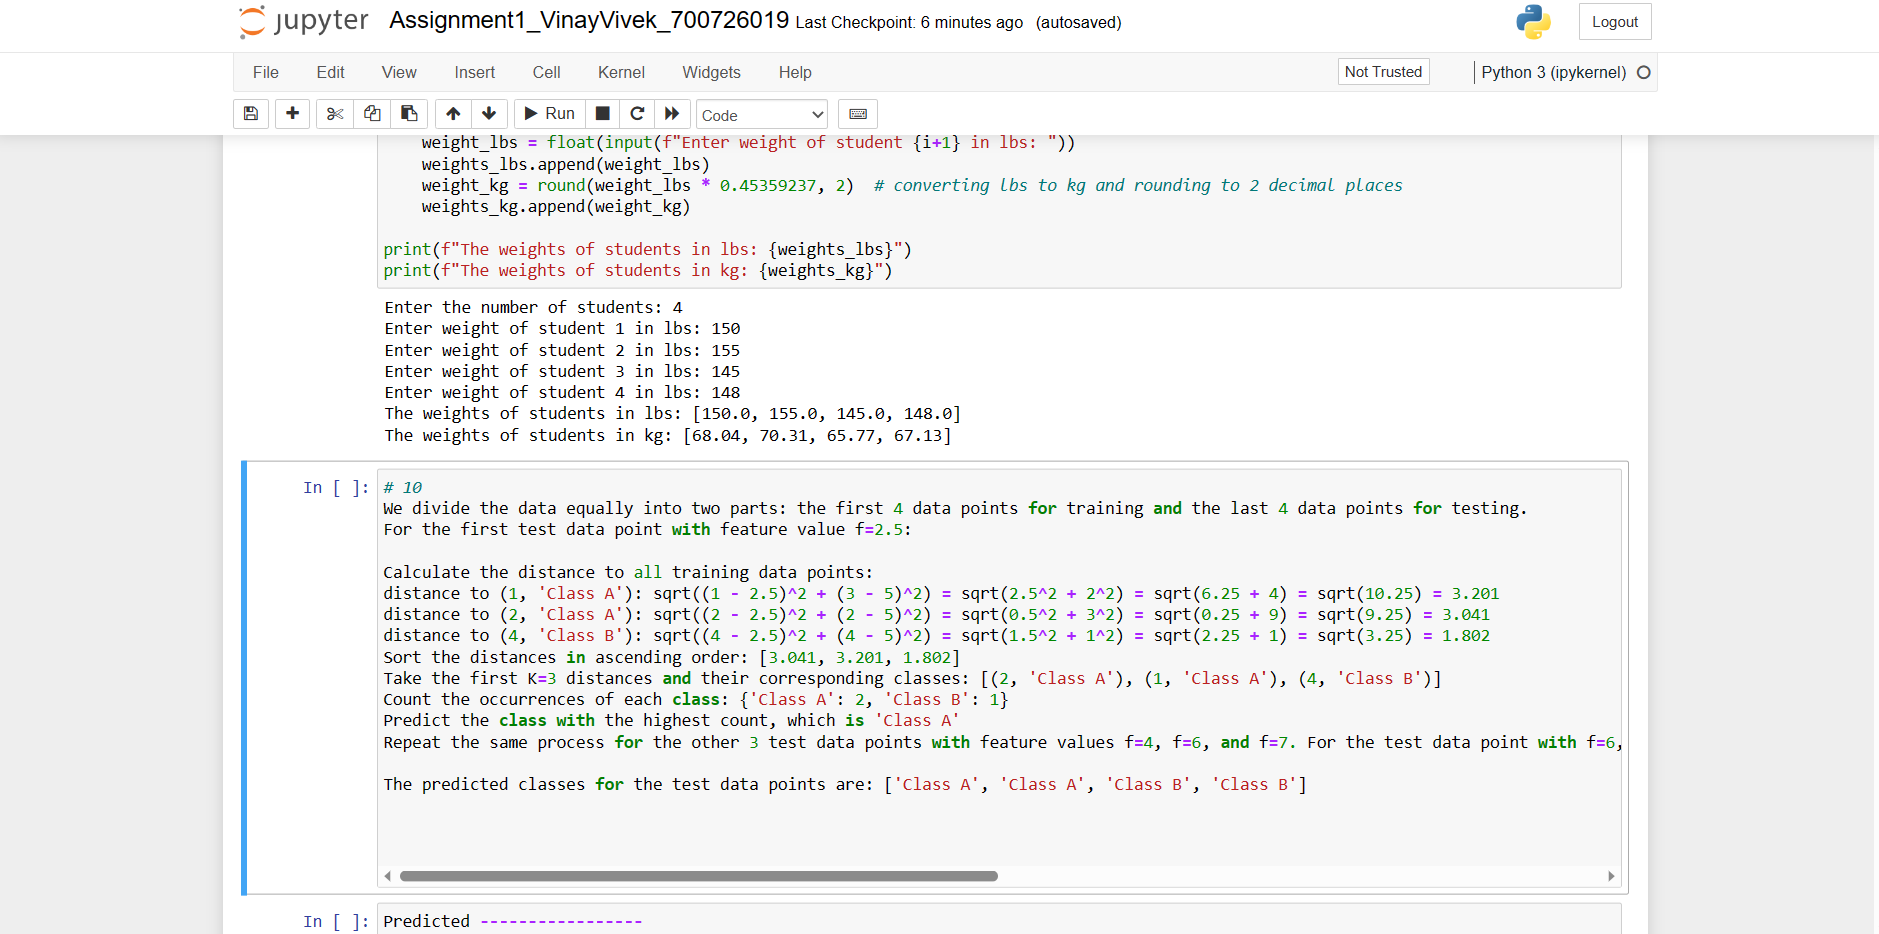 jupyter Assignment1_VinayVivek_700726019 Last Checkpoint: 6 minutes ago (autosaved) Logout
File Edit View Insert Cell Kernel Widgets Help Not Trusted Python 3 (ipykernel)
Run Code
weight_lbs = float(input(f"Enter weight of student {i+1} in lbs: "))
weights_lbs.append(weight_lbs)
weight_kg = round(weight_lbs * 0.45359237, 2)  # converting lbs to kg and rounding to 2 decimal places
weights_kg.append(weight_kg)
print(f"The weights of students in lbs: {weights_lbs}")
print(f"The weights of students in kg: {weights_kg}")
Enter the number of students: 4
Enter weight of student 1 in lbs: 150
Enter weight of student 2 in lbs: 155
Enter weight of student 3 in lbs: 145
Enter weight of student 4 in lbs: 148
The weights of students in lbs: [150.0, 155.0, 145.0, 148.0]
The weights of students in kg: [68.04, 70.31, 65.77, 67.13]
In [ ]: # 10
We divide the data equally into two parts: the first 4 data points for training and the last 4 data points for testing.
For the first test data point with feature value f=2.5:
Calculate the distance to all training data points:
distance to (1, 'Class A'): sqrt((1 - 2.5)^2 + (3 - 5)^2) = sqrt(2.5^2 + 2^2) = sqrt(6.25 + 4) = sqrt(10.25) = 3.201
distance to (2, 'Class A'): sqrt((2 - 2.5)^2 + (2 - 5)^2) = sqrt(0.5^2 + 3^2) = sqrt(0.25 + 9) = sqrt(9.25) = 3.041
distance to (4, 'Class B'): sqrt((4 - 2.5)^2 + (4 - 5)^2) = sqrt(1.5^2 + 1^2) = sqrt(2.25 + 1) = sqrt(3.25) = 1.802
Sort the distances in ascending order: [3.041, 3.201, 1.802]
Take the first K=3 distances and their corresponding classes: [(2, 'Class A'), (1, 'Class A'), (4, 'Class B')]
Count the occurrences of each class: {'Class A': 2, 'Class B': 1}
Predict the class with the highest count, which is 'Class A'
Repeat the same process for the other 3 test data points with feature values f=4, f=6, and f=7. For the test data point with f=6,
The predicted classes for the test data points are: ['Class A', 'Class A', 'Class B', 'Class B']
In [ ]: Predicted -----------------